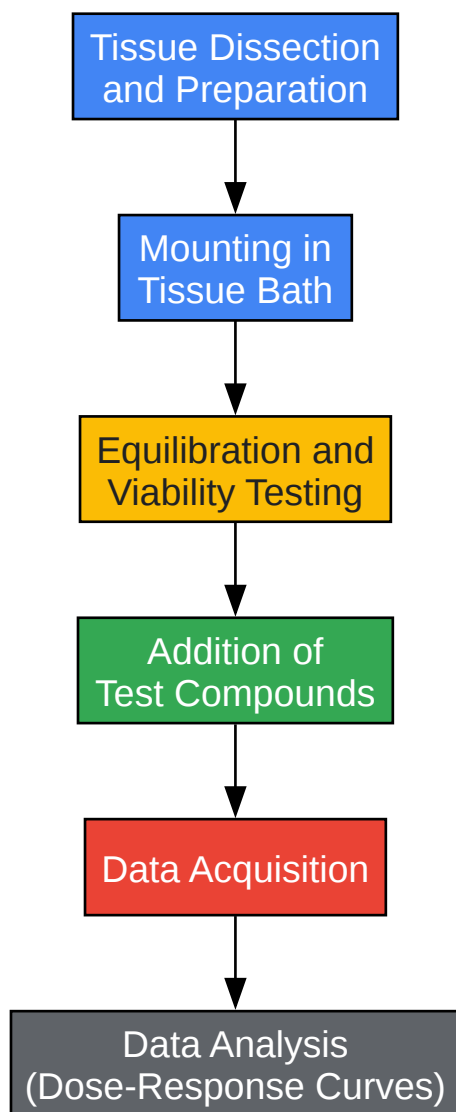 Tissue Dissection
and Preparation
Mounting in
Tissue Bath
Equilibration and
Viability Testing
Addition of
Test Compounds
Data Acquisition
Data Analysis
(Dose-Response Curves)